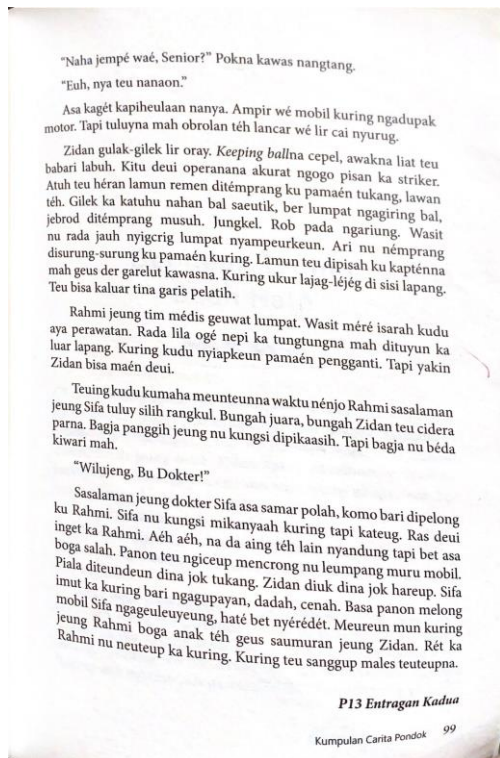 “Naha jempé waé, Senior?” Pokna kawas nangtang.
“Euh, nya teu nanaon.”
Asa kagét kapiheulaan nanya. Ampir wé mobil kuring ngadupak
motor. Tapi tuluyna mah obrolan téh lancar wé lir cai nyurug.
Zidan gulak-gilek lir oray. Keeping ballna cepel, awakna liat teu
babari labuh. Kitu deui operanana akurat ngogo pisan ka striker.
Atuh teu héran lamun remen ditémprang ku pamaén tukang, lawan
téh. Gilek ka katuhu nahan bal saeutik, ber lumpat ngagiring bal,
jebrod ditémprang musuh. Jungkel. Rob pada ngariung. Wasit
nu rada jauh nyigcrig lumpat nyampeurkeun. Ari nu némprang
disurung-surung ku pamaén kuring. Lamun teu dipisah ku kapténna
mah geus der garelut kawasna. Kuring ukur lajag-léjég di sisi lapang.
Teu bisa kaluar tina garis pelatih.
Rahmi jeung tim médis geuwat lumpat. Wasit méré isarah kudu
aya perawatan. Rada lila ogé nepi ka tungtungna mah dituyun ka
luar lapang. Kuring kudu nyiapkeun pamaén pengganti. Tapi yakin
Zidan bisa maén deui.
Teuing kudu kumaha meunteunna waktu nénjo Rahmi sasalaman
jeung Sifa tuluy silih rangkul. Bungah juara, bungah Zidan teu cidera
parna. Bagja panggih jeung nu kungsi dipikaasih. Tapi bagja nu béda
kiwari mah.
“Wilujeng, Bu Dokter!”
Sasalaman jeung dokter Sifa asa samar polah, komo bari dipelong
ku Rahmi. Sifa nu kungsi mikanyaah kuring tapi kateug. Ras deui
inget ka Rahmi. Aéh aéh, na da aing téh lain nyandung tapi bet asa
boga salah. Panon teu ngiceup mencrong nu leumpang muru mobil.
Piala diteundeun dina jok tukang. Zidan diuk dina jok hareup. Sifa
imut ka kuring bari ngagupayan, dadah, cenah. Basa panon melong
mobil Sifa ngageuleuyeung, haté bet nyérédét. Meureun mun kuring
jeung Rahmi boga anak téh geus saumuran jeung Zidan. Rét ka
Rahmi nu neuteup ka kuring. Kuring teu sanggup males teuteupna.
P13 Entragan Kadua
Kumpulan Carita Pondok 99